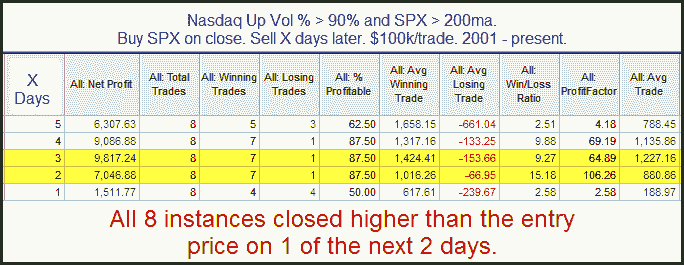 Nasdaq Up Vol % > 90% and SPX > 200ma.
Buy SPX on close. Sell X days later. $100k/trade. 2001 - present.
X Days All: Net Profit All: Total Trades All: Winning Trades All: Losing Trades All: % Profitable All: Avg Winning Trade All: Avg Losing Trade All: Win/Loss Ratio All: ProfitFactor All: Avg Trade
5 6,307.63 8 5 3 62.50 1,658.15 -661.04 2.51 4.18 788.45
4 9,086.88 8 7 1 87.50 1,317.16 -133.25 9.88 69.19 1,135.86
3 9,817.24 8 7 1 87.50 1,424.41 -153.66 9.27 64.89 1,227.16
2 7,046.88 8 7 1 87.50 1,016.26 -66.95 15.18 106.26 880.86
1 1,511.77 8 4 4 50.00 617.61 -239.67 2.58 2.58 188.97
All 8 instances closed higher than the entry
price on 1 of the next 2 days.